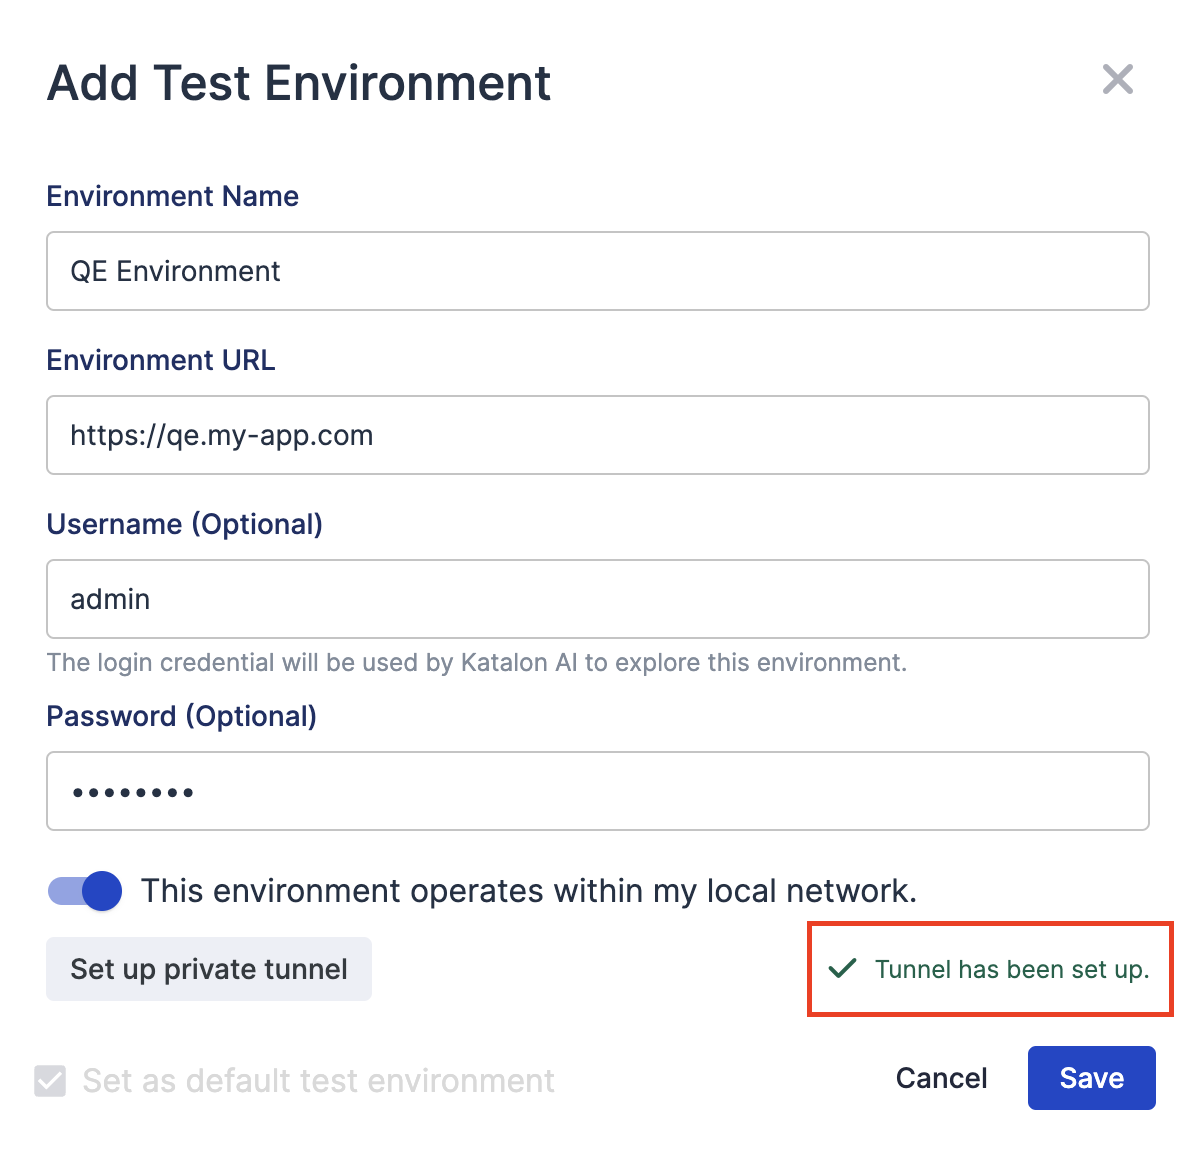 Add Test Environment
Environment Name
QE Environment
Environment URL
https://qe.my-app.com
Username (Optional)
admin
The login credential will be used by Katalon AI to explore this environment.
Password (Optional)
••••••••
This environment operates within my local network.
Set up private tunnel
Tunnel has been set up.
Set as default test environment
Cancel
Save